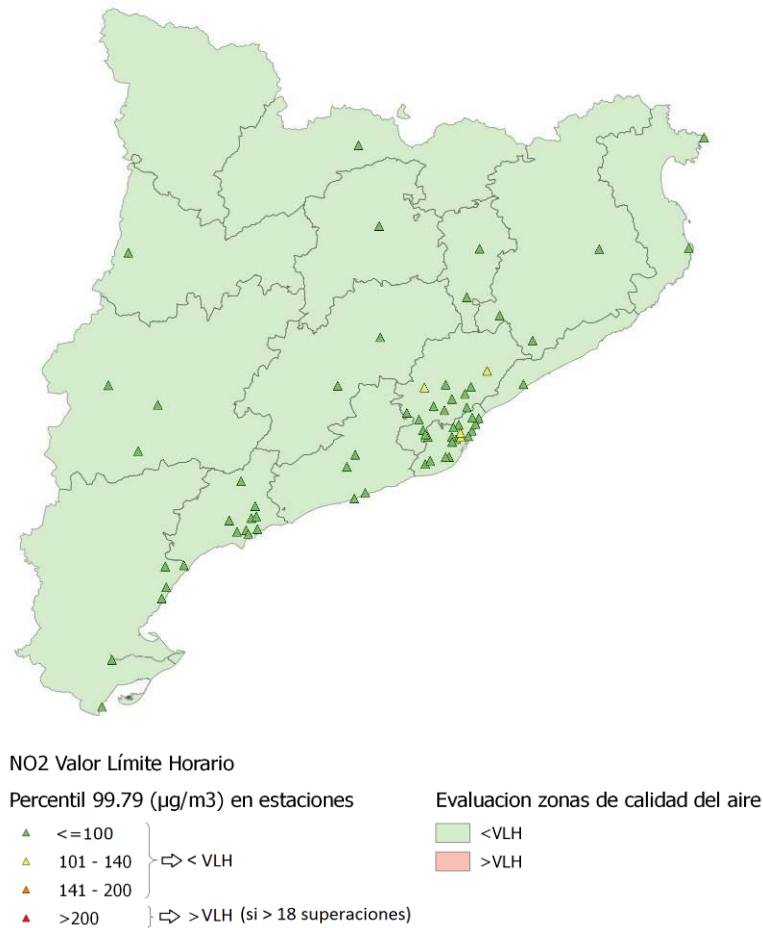 NO2 Valor Límite Horario
Percentil 99.79 (µg/m3) en estaciones
<=100
101 - 140
141 - 200
< VLH
>200
>VLH (si > 18 superaciones)
Evaluacion zonas de calidad del aire
<VLH
>VLH